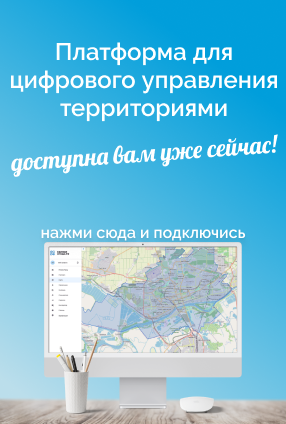 Платформа для
цифрового управления
территориями
доступна вам уже сейчас!
нажми сюда и подключись